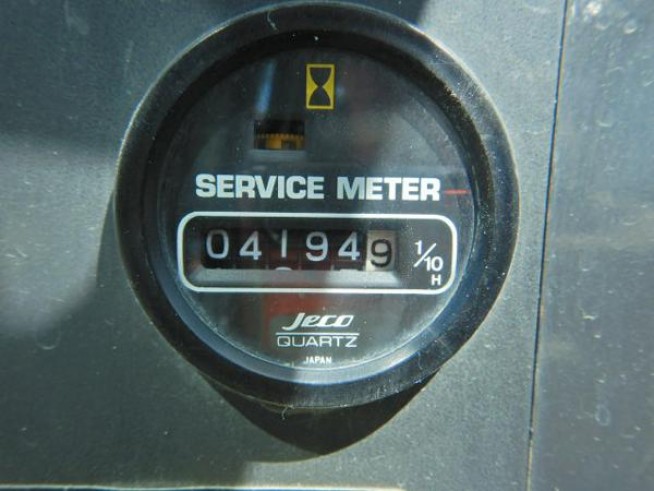 SERVICE METER
041949 1/10
H
Jeco
QUARTZ
JAPAN